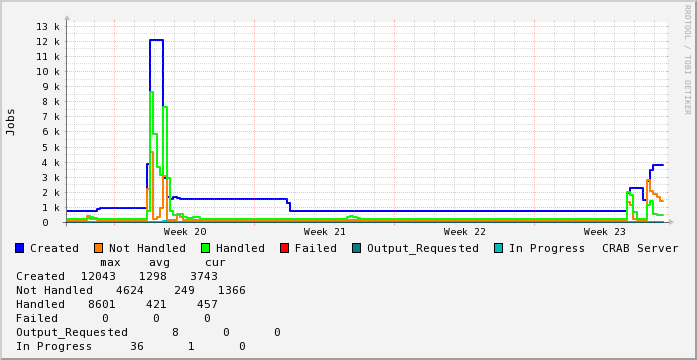 13 k
12 k
11 k
10 k
9 k
8 k
7 k
6 k
5 k
4 k
3 k
2 k
1 k
0
Jobs
Week 20 Week 21 Week 22 Week 23
RRDTOOL / TOBI OETIKER
Created Not Handled Handled Failed Output_Requested In Progress CRAB Server
max avg cur
Created 12043 1298 3743
Not Handled 4624 249 1366
Handled 8601 421 457
Failed 0 0 0
Output_Requested 8 0 0
In Progress 36 1 0